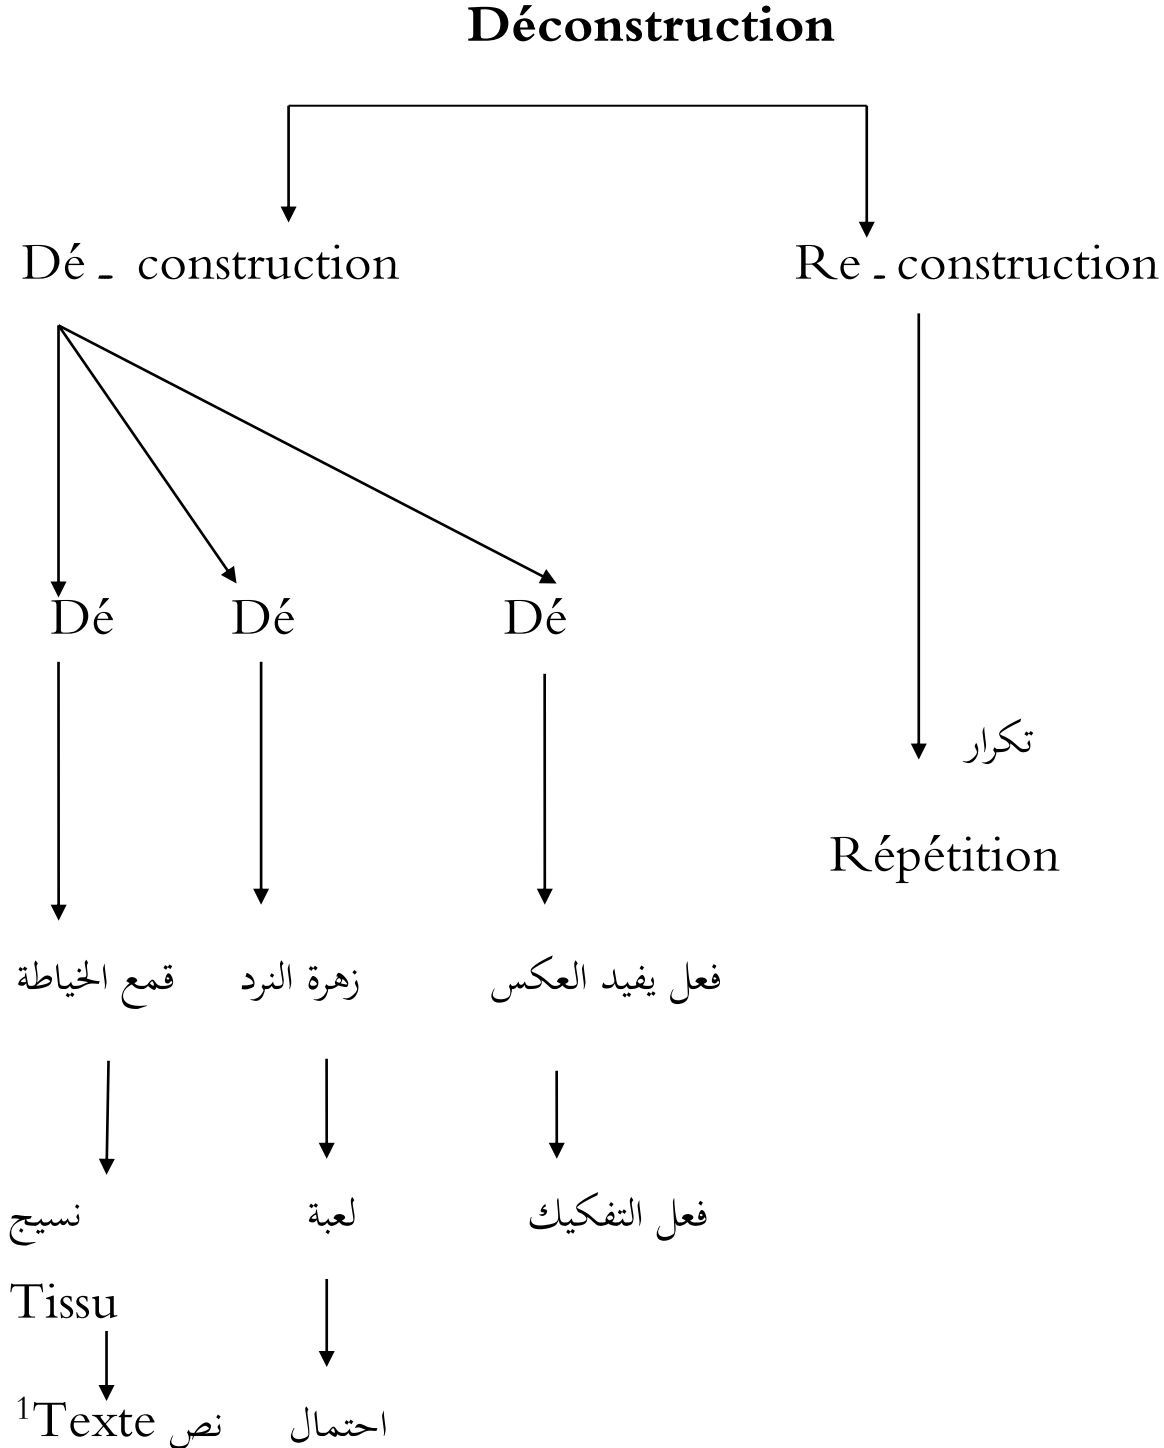 Déconstruction
Dé - construction
Re - construction
Dé
Dé
Dé
تكرار
Répétition
قمع الخياطة
زهرة النرد
فعل يفيد العكس
نسيج
لعبة
فعل التفكيك
Tissu
¹Texte نص
احتمال